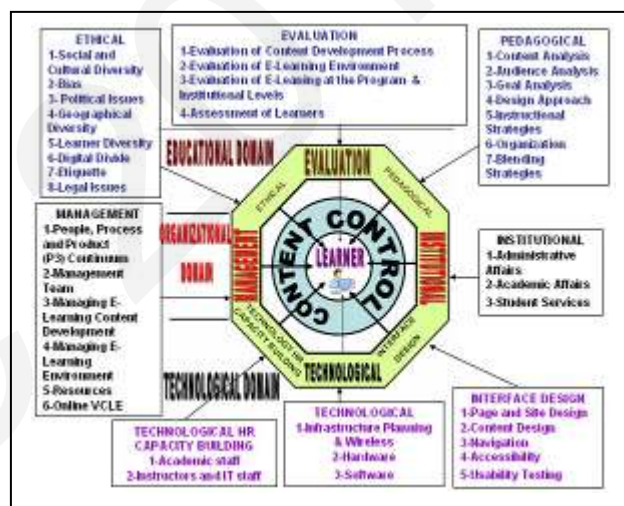 ETHICAL
1-Social and
Cultural Diversity
2-Bias
3- Political Issues
4-Geographical
Diversity
5-Learner Diversity
6-Digital Divide
7-Etiquette
8-Legal Issues
EVALUATION
1-Evaluation of Content Development Process
2-Evaluation of E-Learning Environment
3-Evaluation of E-Leasing at the Program &
Institutional Levels
4-Assessment of Learners
PEDAGOGICAL
1-Content Analysis
2-Audience Analysis
3-Goal Analysis
4-Design Approach
5-Instructional
Strategies
6-Organization
7-Blending
Strategies
EDUCATIONAL DOMAIN
EVALUATION
ETHICAL
PEDAGOGICAL
MANAGEMENT
1-People, Process
and Product
(P3) Continuum
2-Management
Team
3-Managing E-
Learning Content
Development
4-Managing E-
Learning
Environment
5-Resources
6-Online VCLE
ORGANIZATIONAL
DOMAIN
MANAGEMENT
CONTENT CONTROL
LEARNER
INSTITUTIONAL
INSTITUTIONAL
1-Administrative
Affairs
2-Academic Affairs
3-Student Services
TECHNOLOGY HR
CAPACITY BUILDING
INTERFACE
DESIGN
TECHNOLOGICAL
TECHNOLOGICAL DOMAIN
TECHNOLOGICAL HR
CAPACITY BUILDING
1-Academic staff
2-Instructors and IT staff
TECHNOLOGICAL
1-Infrastructure Planning
& Wireless
2-Hardware
3-Software
INTERFACE DESIGN
1-Page and Site Design
2-Content Design
3-Navigation
4-Accessibility
5-Usability Testing